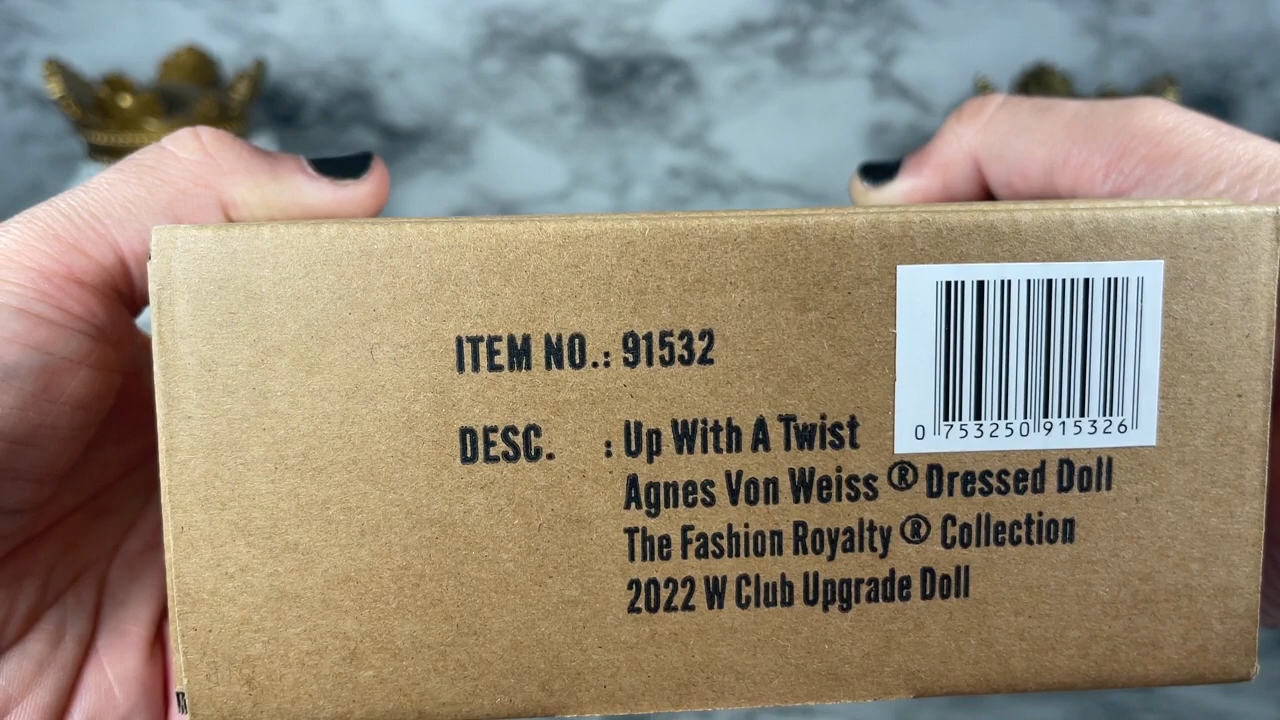 ITEM NO.: 91532
DESC. : Up With A Twist
Agnes Von Weiss ® Dressed Doll
The Fashion Royalty ® Collection
2022 W Club Upgrade Doll
0 753250 915326